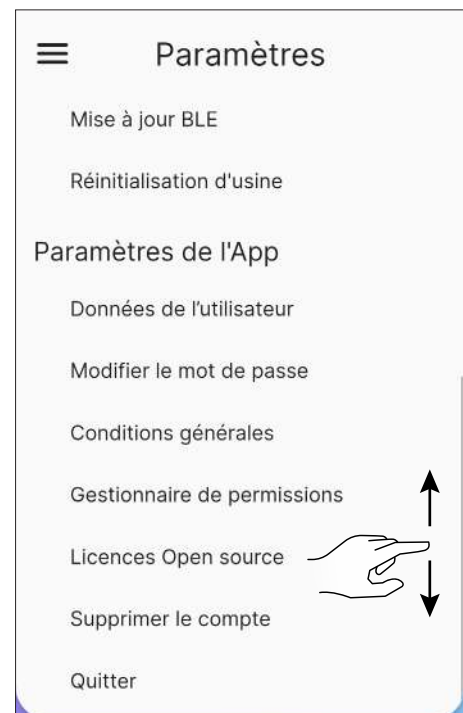 Paramètres
Mise à jour BLE
Réinitialisation d'usine
Paramètres de l'App
Données de l'utilisateur
Modifier le mot de passe
Conditions générales
Gestionnaire de permissions
Licences Open source
Supprimer le compte
Quitter